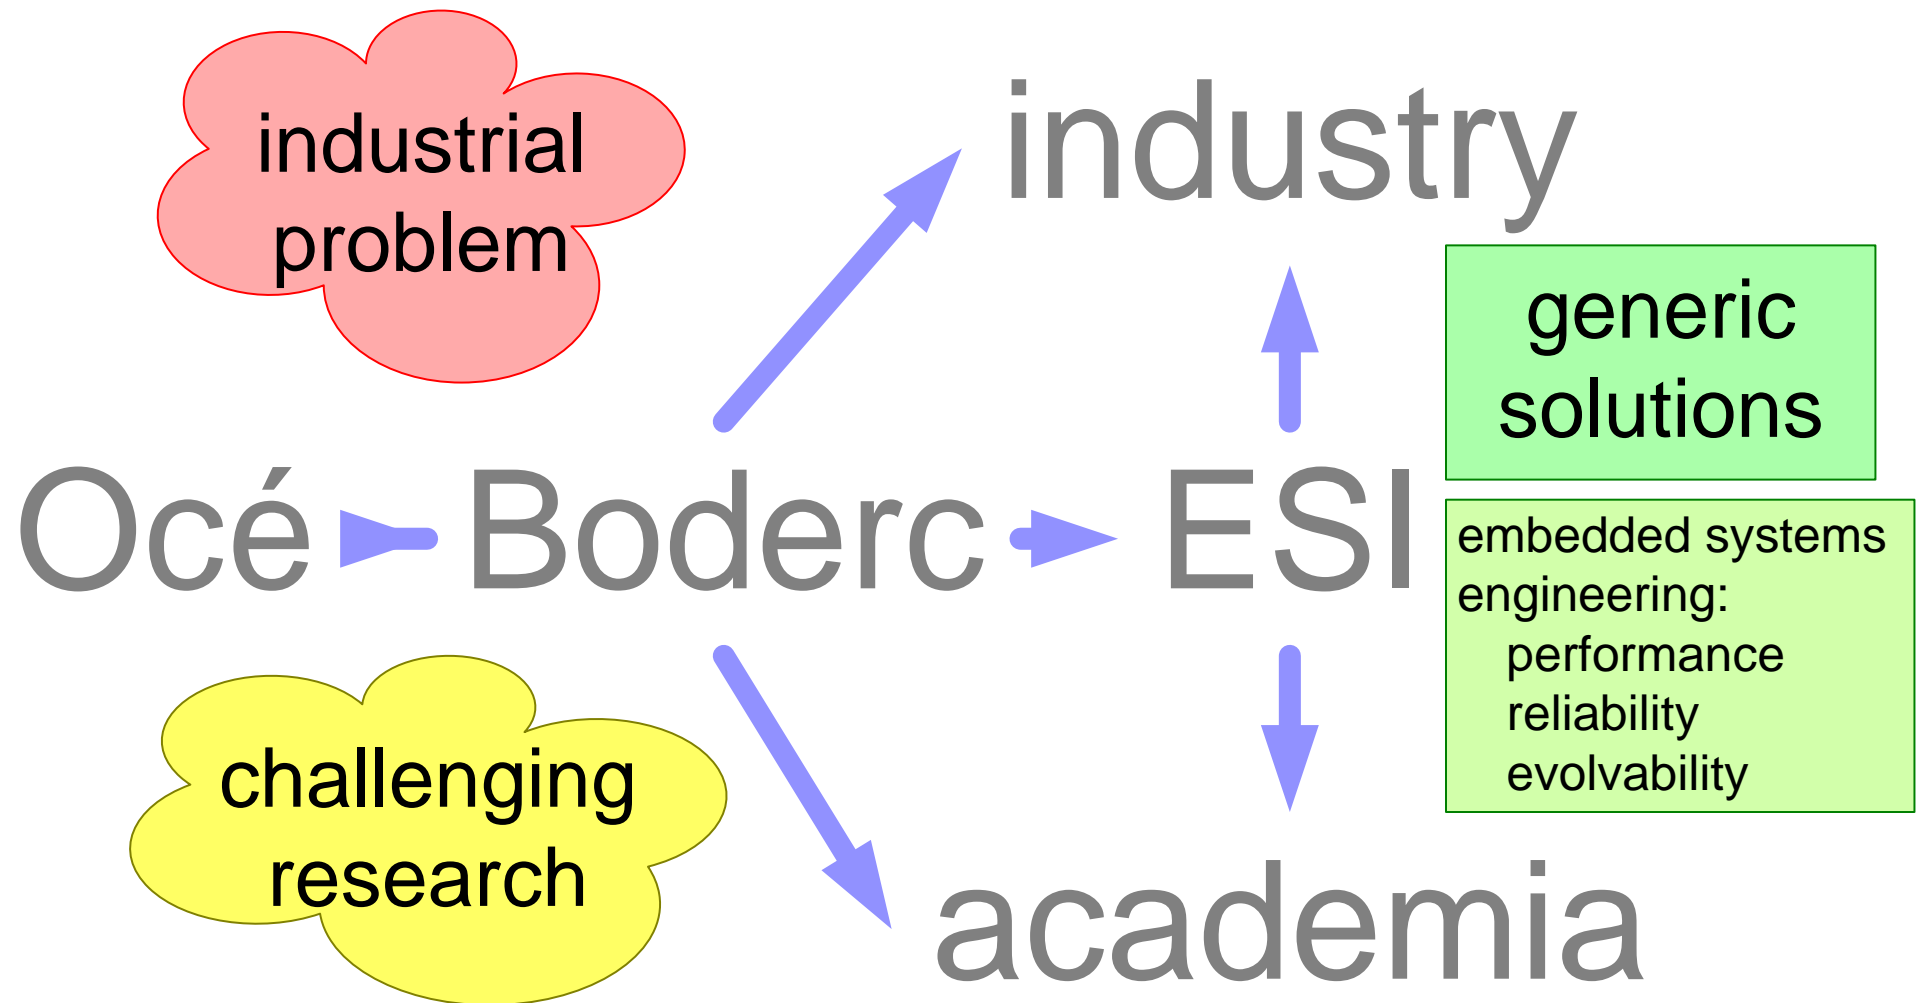 industrial
problem
industry
generic
solutions
Océ
Boderc
ESI
embedded systems
engineering:
performance
reliability
evolvability
challenging
research
academia